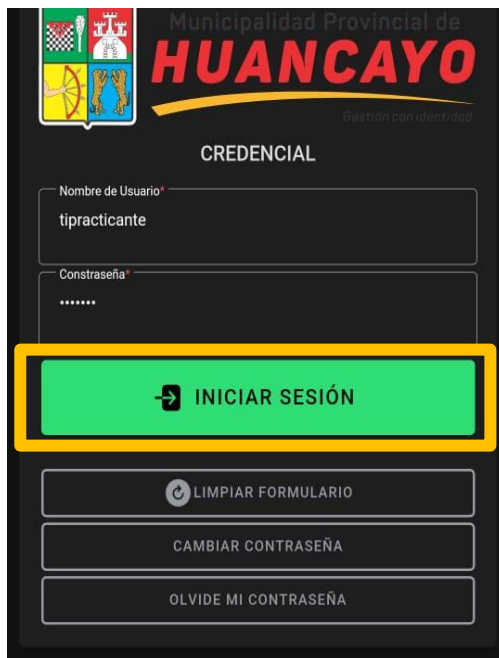 Municipalidad Provincial de
HUANCAYO
Gestión con identidad
CREDENCIAL
Nombre de Usuario*
tipracticante
Constraseña*
•••••••
INICIAR SESIÓN
LIMPIAR FORMULARIO
CAMBIAR CONTRASEÑA
OLVIDE MI CONTRASEÑA